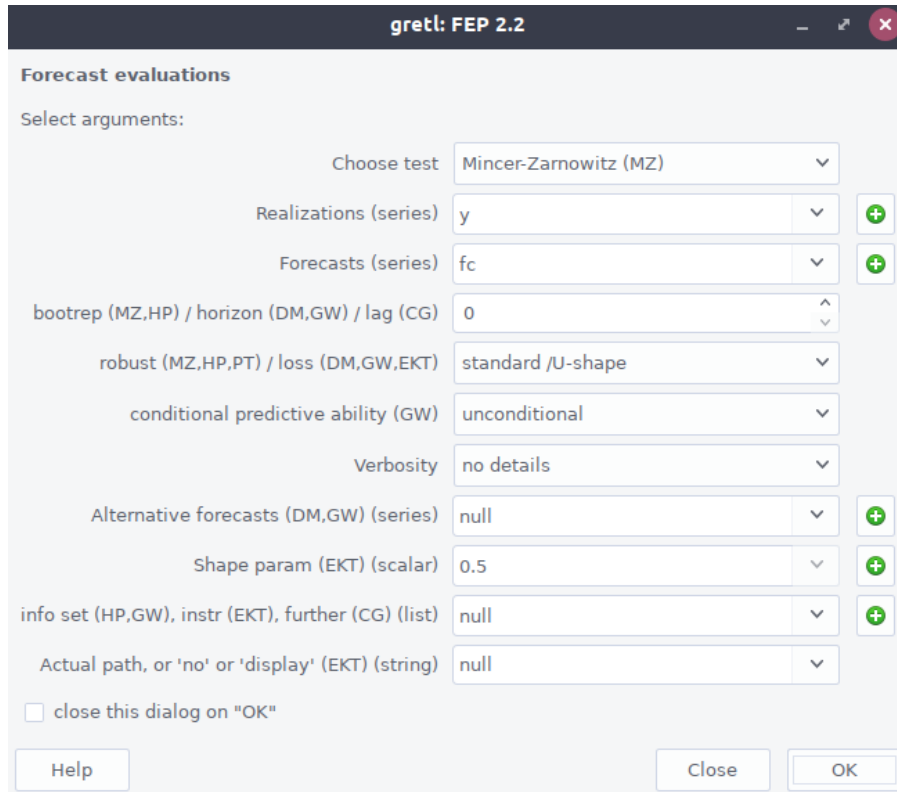 gretl: FEP 2.2
Forecast evaluations
Select arguments:
Choose test Mincer-Zarnowitz (MZ)
Realizations (series) y
Forecasts (series) fc
bootrep (MZ,HP) / horizon (DM,GW) / lag (CG) 0
robust (MZ,HP,PT) / loss (DM,GW,EKT) standard /U-shape
conditional predictive ability (GW) unconditional
Verbosity no details
Alternative forecasts (DM,GW) (series) null
Shape param (EKT) (scalar) 0.5
info set (HP,GW), instr (EKT), further (CG) (list) null
Actual path, or 'no' or 'display' (EKT) (string) null
close this dialog on "OK"
Help Close OK